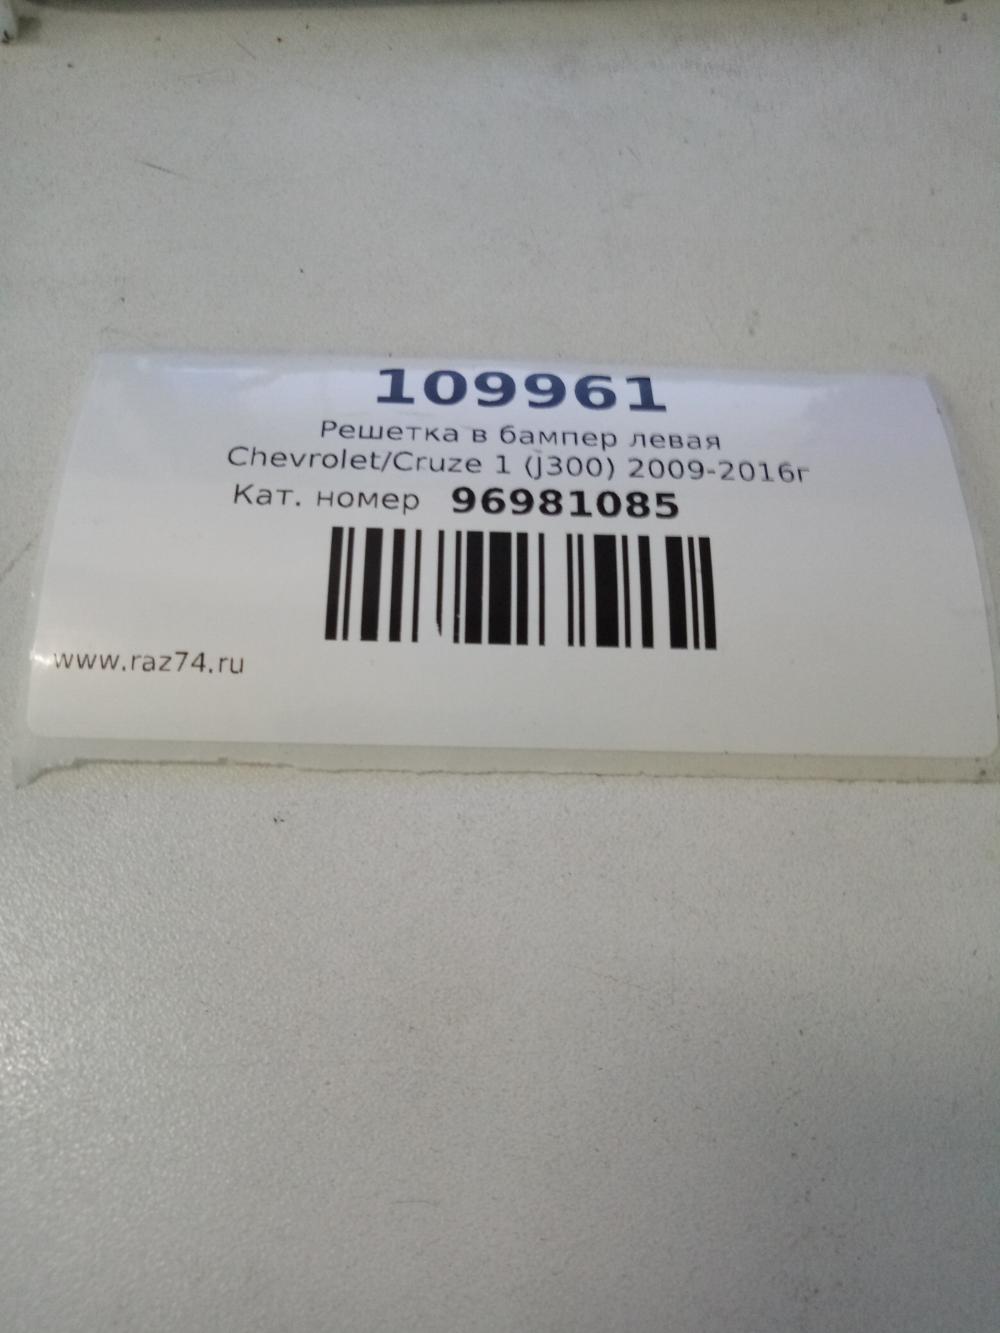 109961
Решетка в бампер левая
Chevrolet/Cruze 1 (J300) 2009-2016г
Кат. номер 96981085
www.raz74.ru